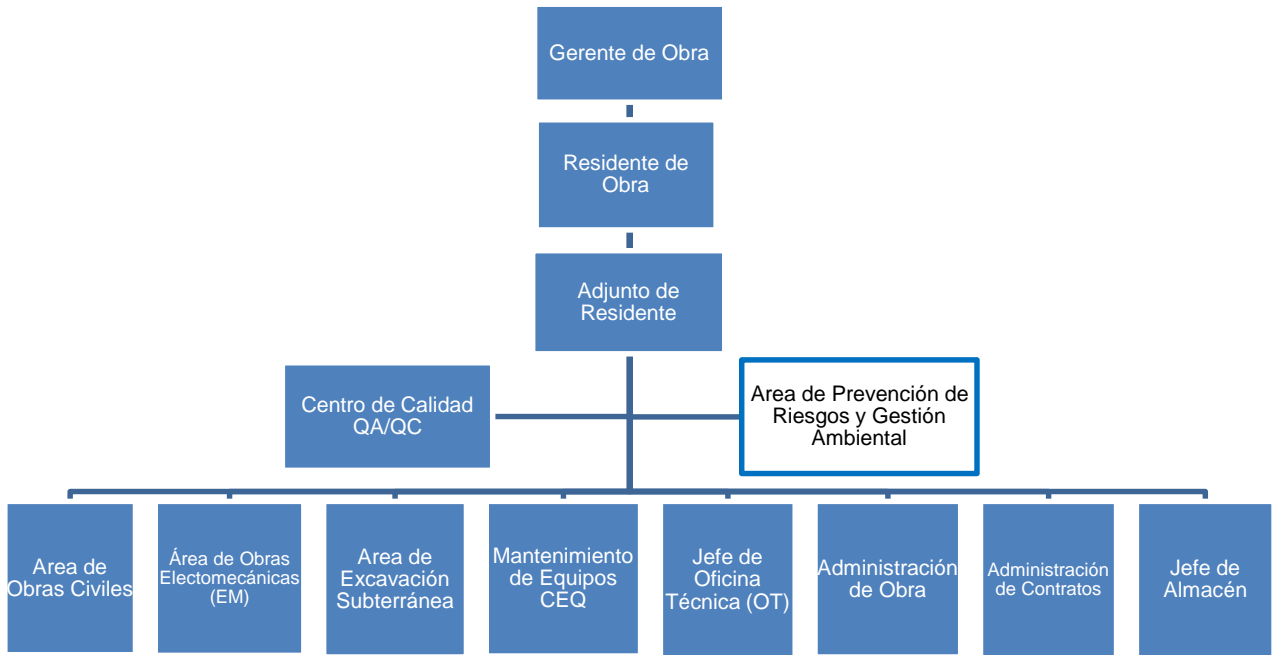 Gerente de Obra
Residente de
Obra
Adjunto de
Residente
Centro de Calidad
QA/QC
Area de Prevención de
Riesgos y Gestión
Ambiental
Area de
Obras Civiles
Área de Obras
Electomecánicas
(EM)
Area de
Excavación
Subterránea
Mantenimiento
de Equipos
CEQ
Jefe de
Oficina
Técnica (OT)
Administración
de Obra
Administración
de Contratos
Jefe de
Almacén